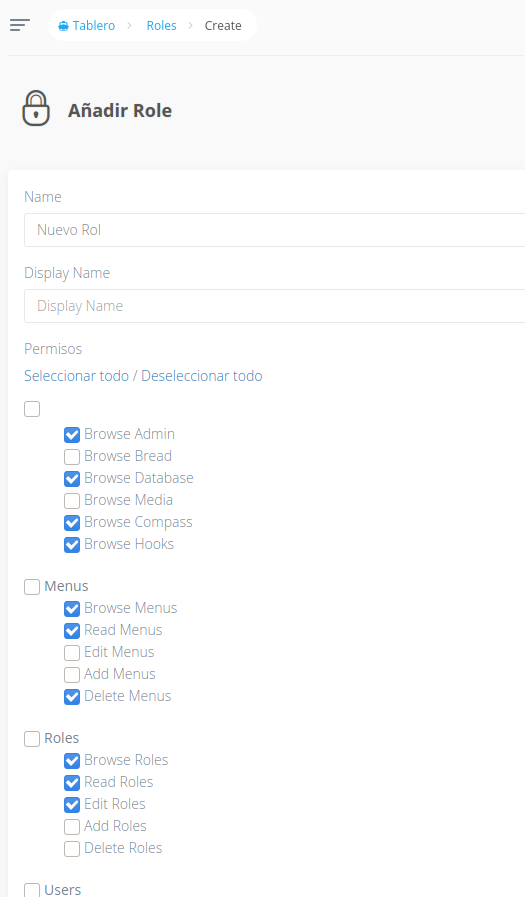 Tablero > Roles > Create
Añadir Role
Name
Nuevo Rol
Display Name
Display Name
Permisos
Seleccionar todo / Deseleccionar todo
Browse Admin
Browse Bread
Browse Database
Browse Media
Browse Compass
Browse Hooks
Menus
Browse Menus
Read Menus
Edit Menus
Add Menus
Delete Menus
Roles
Browse Roles
Read Roles
Edit Roles
Add Roles
Delete Roles
Users